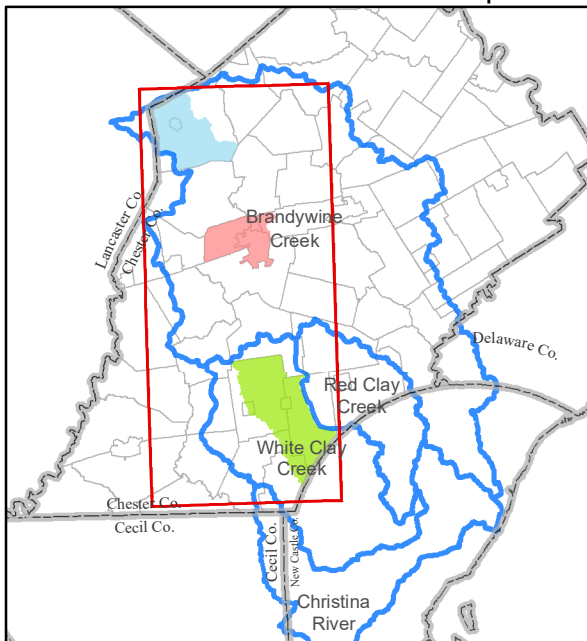 Lancaster Co.
Chester Co.
Brandywine
Creek
Delaware Co.
Red Clay
Creek
White Clay
Creek
Chester Co.
Cecil Co.
Cecil Co.
New Castle Co.
Christina
River